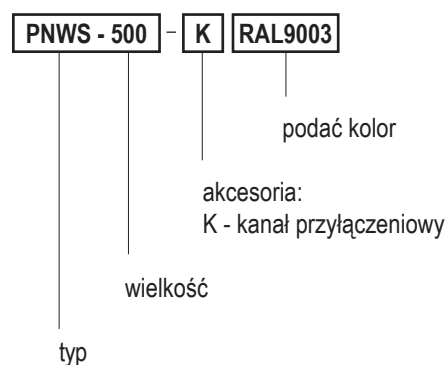 PNWS - 500 - K RAL9003
podać kolor
akcesoria:
K - kanał przyłączeniowy
wielkość
typ